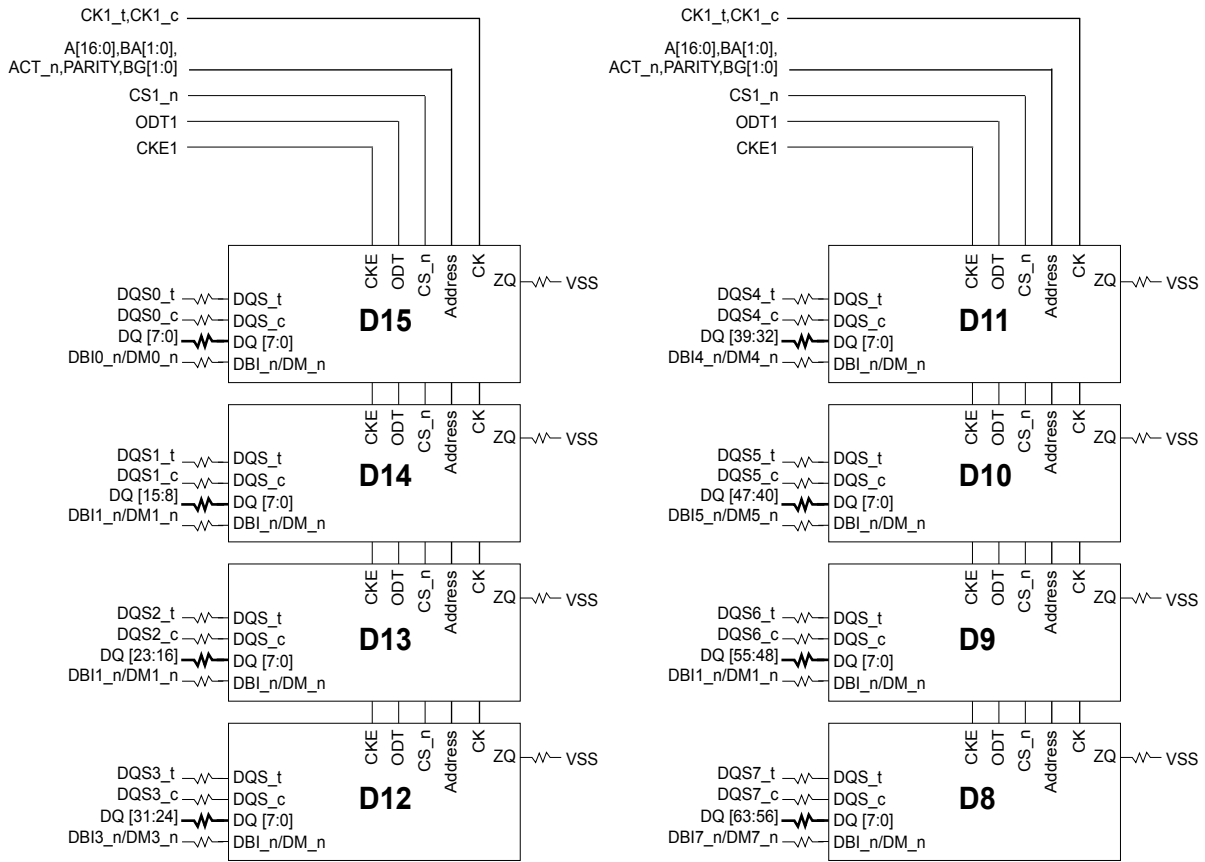 CK1_t,CK1_c
A[16:0],BA[1:0],
ACT_n,PARITY,BG[1:0]
CS1_n
ODT1
CKE1
CKE
ODT
CS_n
Address
CK
ZQ
VSS
DQS0_t
DQS0_c
DQ [7:0]
DBI0_n/DM0_n
DQS_t
DQS_c
DQ [7:0]
DBI_n/DM_n
D15
CKE
ODT
CS_n
Address
CK
ZQ
VSS
DQS1_t
DQS1_c
DQ [15:8]
DBI1_n/DM1_n
DQS_t
DQS_c
DQ [7:0]
DBI_n/DM_n
D14
CKE
ODT
CS_n
Address
CK
ZQ
VSS
DQS2_t
DQS2_c
DQ [23:16]
DBI1_n/DM1_n
DQS_t
DQS_c
DQ [7:0]
DBI_n/DM_n
D13
CKE
ODT
CS_n
Address
CK
ZQ
VSS
DQS3_t
DQS3_c
DQ [31:24]
DBI3_n/DM3_n
DQS_t
DQS_c
DQ [7:0]
DBI_n/DM_n
D12
CK1_t,CK1_c
A[16:0],BA[1:0],
ACT_n,PARITY,BG[1:0]
CS1_n
ODT1
CKE1
CKE
ODT
CS_n
Address
CK
ZQ
VSS
DQS4_t
DQS4_c
DQ [39:32]
DBI4_n/DM4_n
DQS_t
DQS_c
DQ [7:0]
DBI_n/DM_n
D11
CKE
ODT
CS_n
Address
CK
ZQ
VSS
DQS5_t
DQS5_c
DQ [47:40]
DBI5_n/DM5_n
DQS_t
DQS_c
DQ [7:0]
DBI_n/DM_n
D10
CKE
ODT
CS_n
Address
CK
ZQ
VSS
DQS6_t
DQS6_c
DQ [55:48]
DBI1_n/DM1_n
DQS_t
DQS_c
DQ [7:0]
DBI_n/DM_n
D9
CKE
ODT
CS_n
Address
CK
ZQ
VSS
DQS7_t
DQS7_c
DQ [63:56]
DBI7_n/DM7_n
DQS_t
DQS_c
DQ [7:0]
DBI_n/DM_n
D8